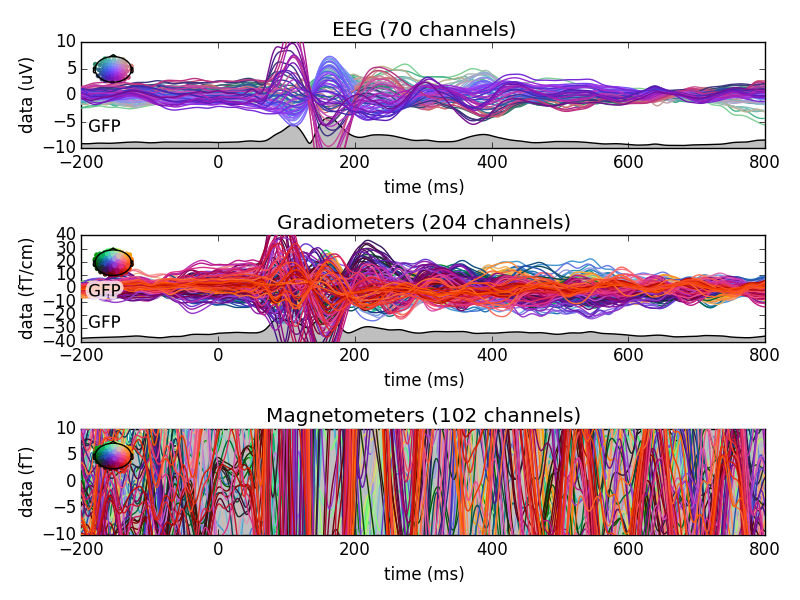 EEG (70 channels)
data (uV)
10
5
0
−5
−10
GFP
−200 0 200 400 600 800
time (ms)
Gradiometers (204 channels)
data (fT/cm)
40
30
20
10
0
−10
−20
−30
−40
GFP
GFP
−200 0 200 400 600 800
time (ms)
Magnetometers (102 channels)
data (fT)
10
5
0
−5
−10
−200 0 200 400 600 800
time (ms)